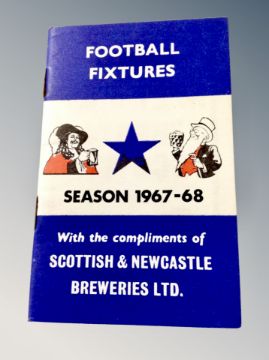 FOOTBALL
FIXTURES
SEASON 1967-68
With the compliments of
SCOTTISH & NEWCASTLE
BREWERIES LTD.